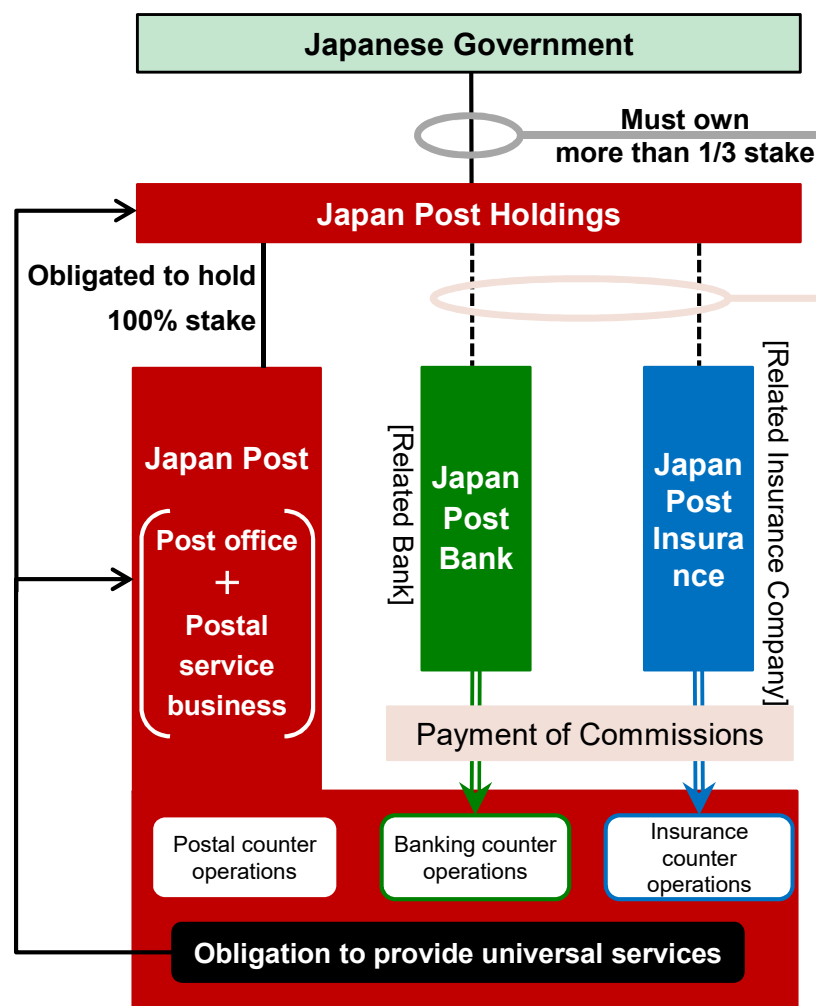 Japanese Government
Must own
more than 1/3 stake
Japan Post Holdings
Obligated to hold
100% stake
Japan Post
Post office
+
Postal
service
business
[Related Bank]
Japan
Post
Bank
Japan
Post
Insura
nce
[Related Insurance Company]
Payment of Commissions
Postal counter
operations
Banking counter
operations
Insurance
counter
operations
Obligation to provide universal services